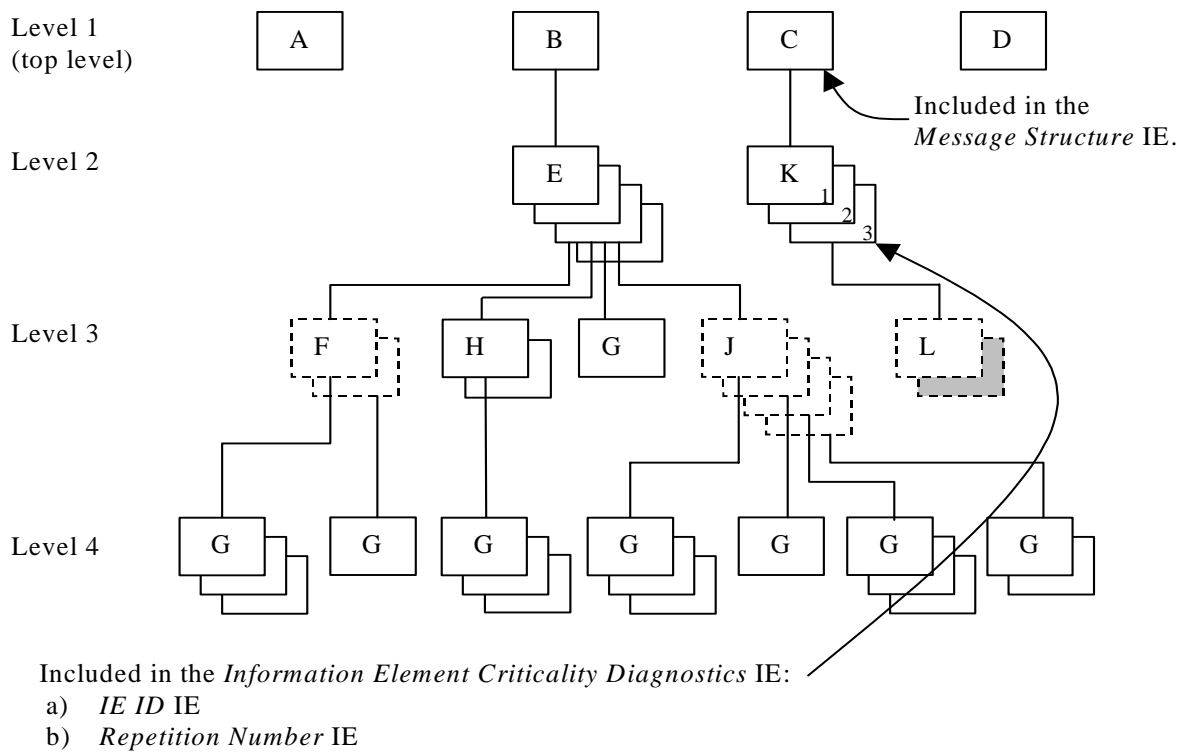 Level 1
(top level)
A
B
C
D
Included in the
Message Structure IE.
Level 2
E
K
1
2
3
Level 3
F
H
G
J
L
Level 4
G
G
G
G
G
G
G
Included in the Information Element Criticality Diagnostics IE:
a) IE ID IE
b) Repetition Number IE